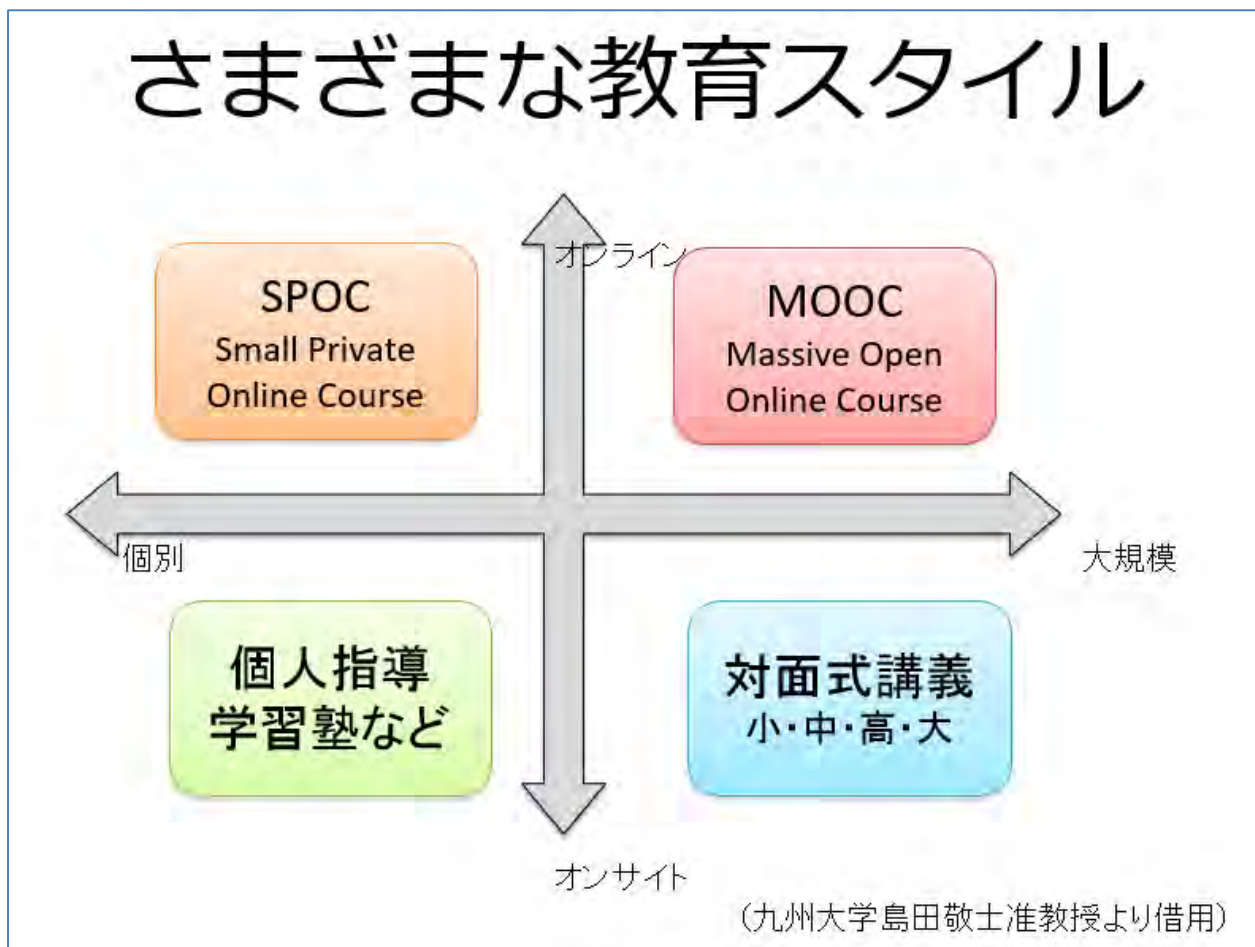 さまざまな教育スタイル
オンライン
SPOC
Small Private
Online Course
MOOC
Massive Open
Online Course
個別
大規模
個人指導
学習塾など
対面式講義
小・中・高・大
オンサイト
（九州大学島田敬士准教授より借用）